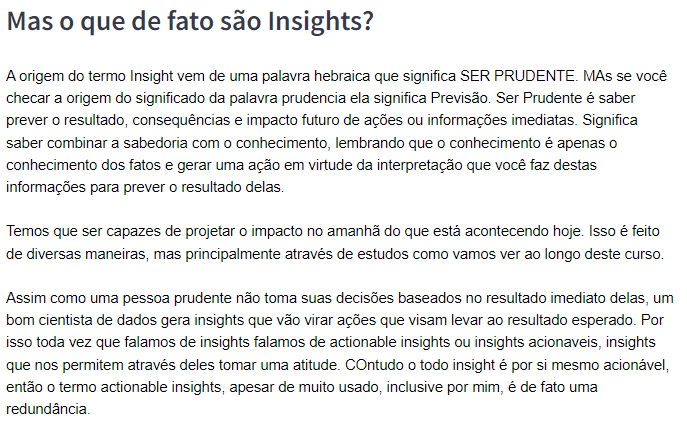 Mas o que de fato são Insights?
A origem do termo Insight vem de uma palavra hebraica que significa SER PRUDENTE. MAs se você
checar a origem do significado da palavra prudencia ela significa Previsão. Ser Prudente é saber
prever o resultado, consequências e impacto futuro de ações ou informações imediatas. Significa
saber combinar a sabedoria com o conhecimento, lembrando que o conhecimento é apenas o
conhecimento dos fatos e gerar uma ação em virtude da interpretação que você faz destas
informações para prever o resultado delas.
Temos que ser capazes de projetar o impacto no amanhã do que está acontecendo hoje. Isso é feito
de diversas maneiras, mas principalmente através de estudos como vamos ver ao longo deste curso.
Assim como uma pessoa prudente não toma suas decisões baseados no resultado imediato delas, um
bom cientista de dados gera insights que vão virar ações que visam levar ao resultado esperado. Por
isso toda vez que falamos de insights falamos de actionable insights ou insights acionaveis, insights
que nos permitem através deles tomar uma atitude. COntudo o todo insight é por si mesmo acionável,
então o termo actionable insights, apesar de muito usado, inclusive por mim, é de fato uma
redundância.